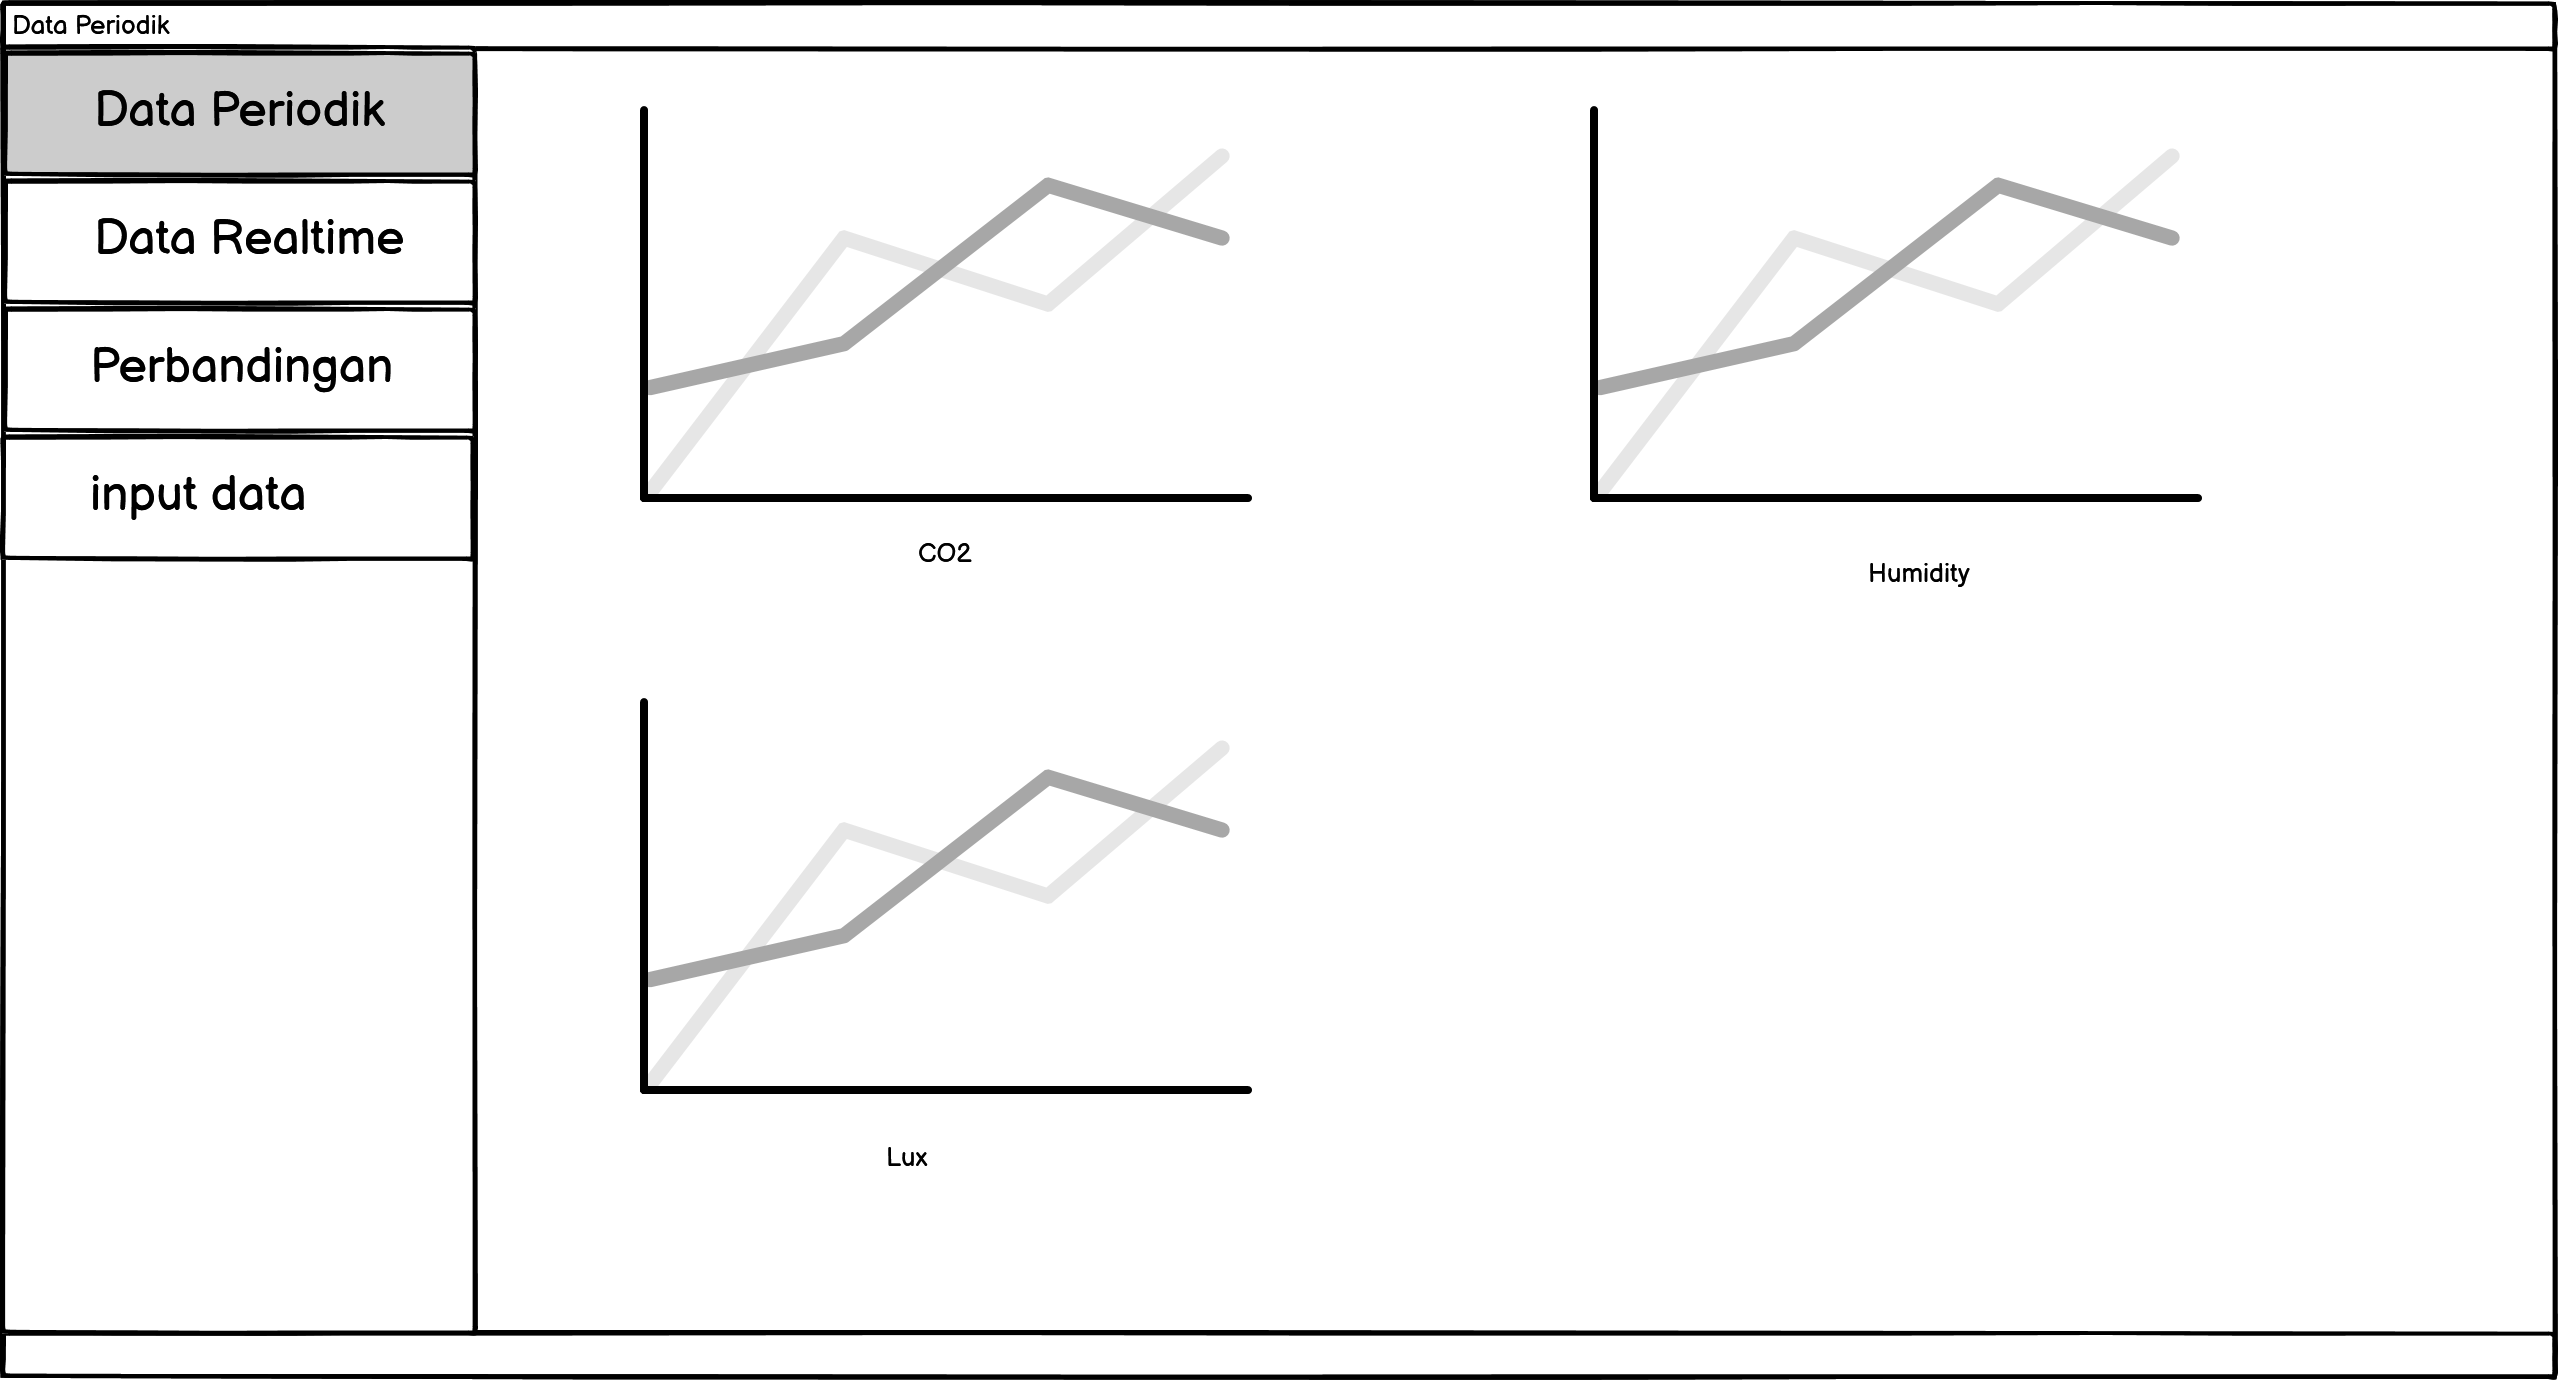 Data Periodik
Data Periodik
Data Realtime
Perbandingan
input data
CO2
Humidity
Lux